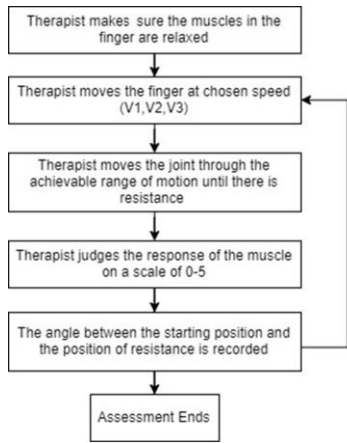 Therapist makes sure the muscles in the
finger are relaxed
Therapist moves the finger at chosen speed
(V1,V2,V3)
Therapist moves the joint through the
achievable range of motion until there is
resistance
Therapist judges the response of the muscle
on a scale of 0-5
The angle between the starting position and
the position of resistance is recorded
Assessment Ends